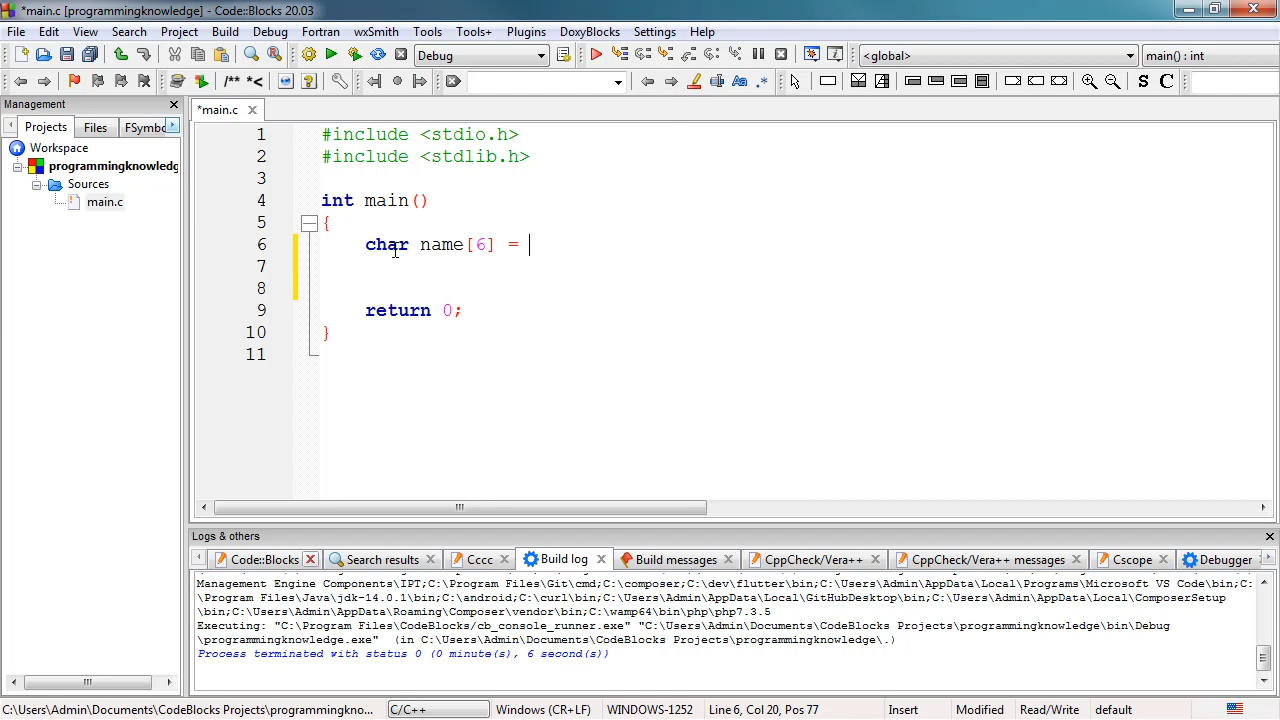 *main.c [programmingknowledge] - Code::Blocks 20.03
File Edit View Search Project Build Debug Fortran wxSmith Tools Tools+ Plugins DoxyBlocks Settings Help
Debug <global> main() : int
/** *< Aa .* S C
Management
Projects Files FSymbo
Workspace
programmingknowledg
Sources
main.c
*main.c
1 #include <stdio.h>
2 #include <stdlib.h>
3
4 int main()
5 {
6 char name[6] =
7
8
9 return 0;
10 }
11
Logs & others
Code::Blocks Search results Cccc Build log Build messages CppCheck/Vera++ CppCheck/Vera++ messages Cscope Debugger
Management Engine Components\IPT;C:\Program Files\Git\cmd;C:\composer;C:\dev\flutter\bin;C:\Users\Admin\AppData\Local\Programs\Microsoft VS Code\bin;C:
\Program Files\Java\jdk-14.0.1\bin;C:\android;C:\curl\bin;C:\Users\Admin\AppData\Local\GitHubDesktop\bin;C:\Users\Admin\AppData\Local\ComposerSetup
\bin;C:\Users\Admin\AppData\Roaming\Composer\vendor\bin;C:\wamp64\bin\php\php7.3.5
Executing: "C:\Program Files\CodeBlocks/cb_console_runner.exe" "C:\Users\Admin\Documents\CodeBlocks Projects\programmingknowledge\bin\Debug
\programmingknowledge.exe" (in C:\Users\Admin\Documents\CodeBlocks Projects\programmingknowledge\.)
Process terminated with status 0 (0 minute(s), 6 second(s))
C:\Users\Admin\Documents\CodeBlocks Projects\programmingkno... C/C++ Windows (CR+LF) WINDOWS-1252 Line 6, Col 20, Pos 77 Insert Modified Read/Write default